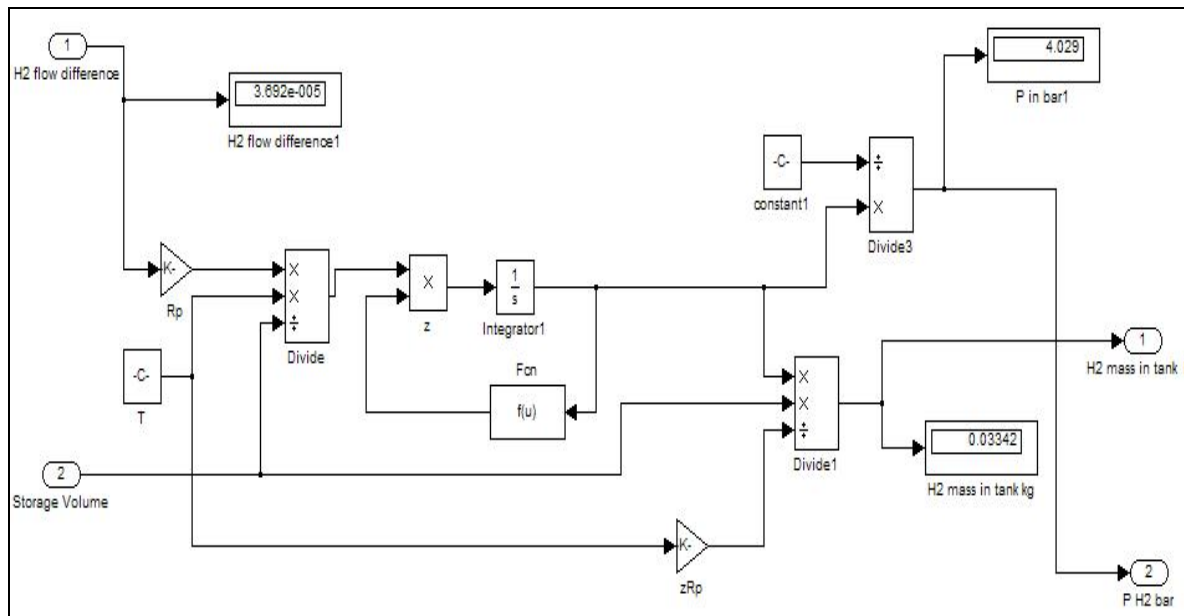 1
H2 flow difference
3.692e-005
H2 flow difference1
4.029
P in bar1
-C-
constant1
÷
X
Divide3
K-
Rp
X
X
÷
Divide
X
z
1
s
Integrator1
Fcn
f(u)
-C-
T
X
X
÷
Divide1
1
H2 mass in tank
0.03342
H2 mass in tank kg
2
Storage Volume
K-
zRp
2
P H2 bar